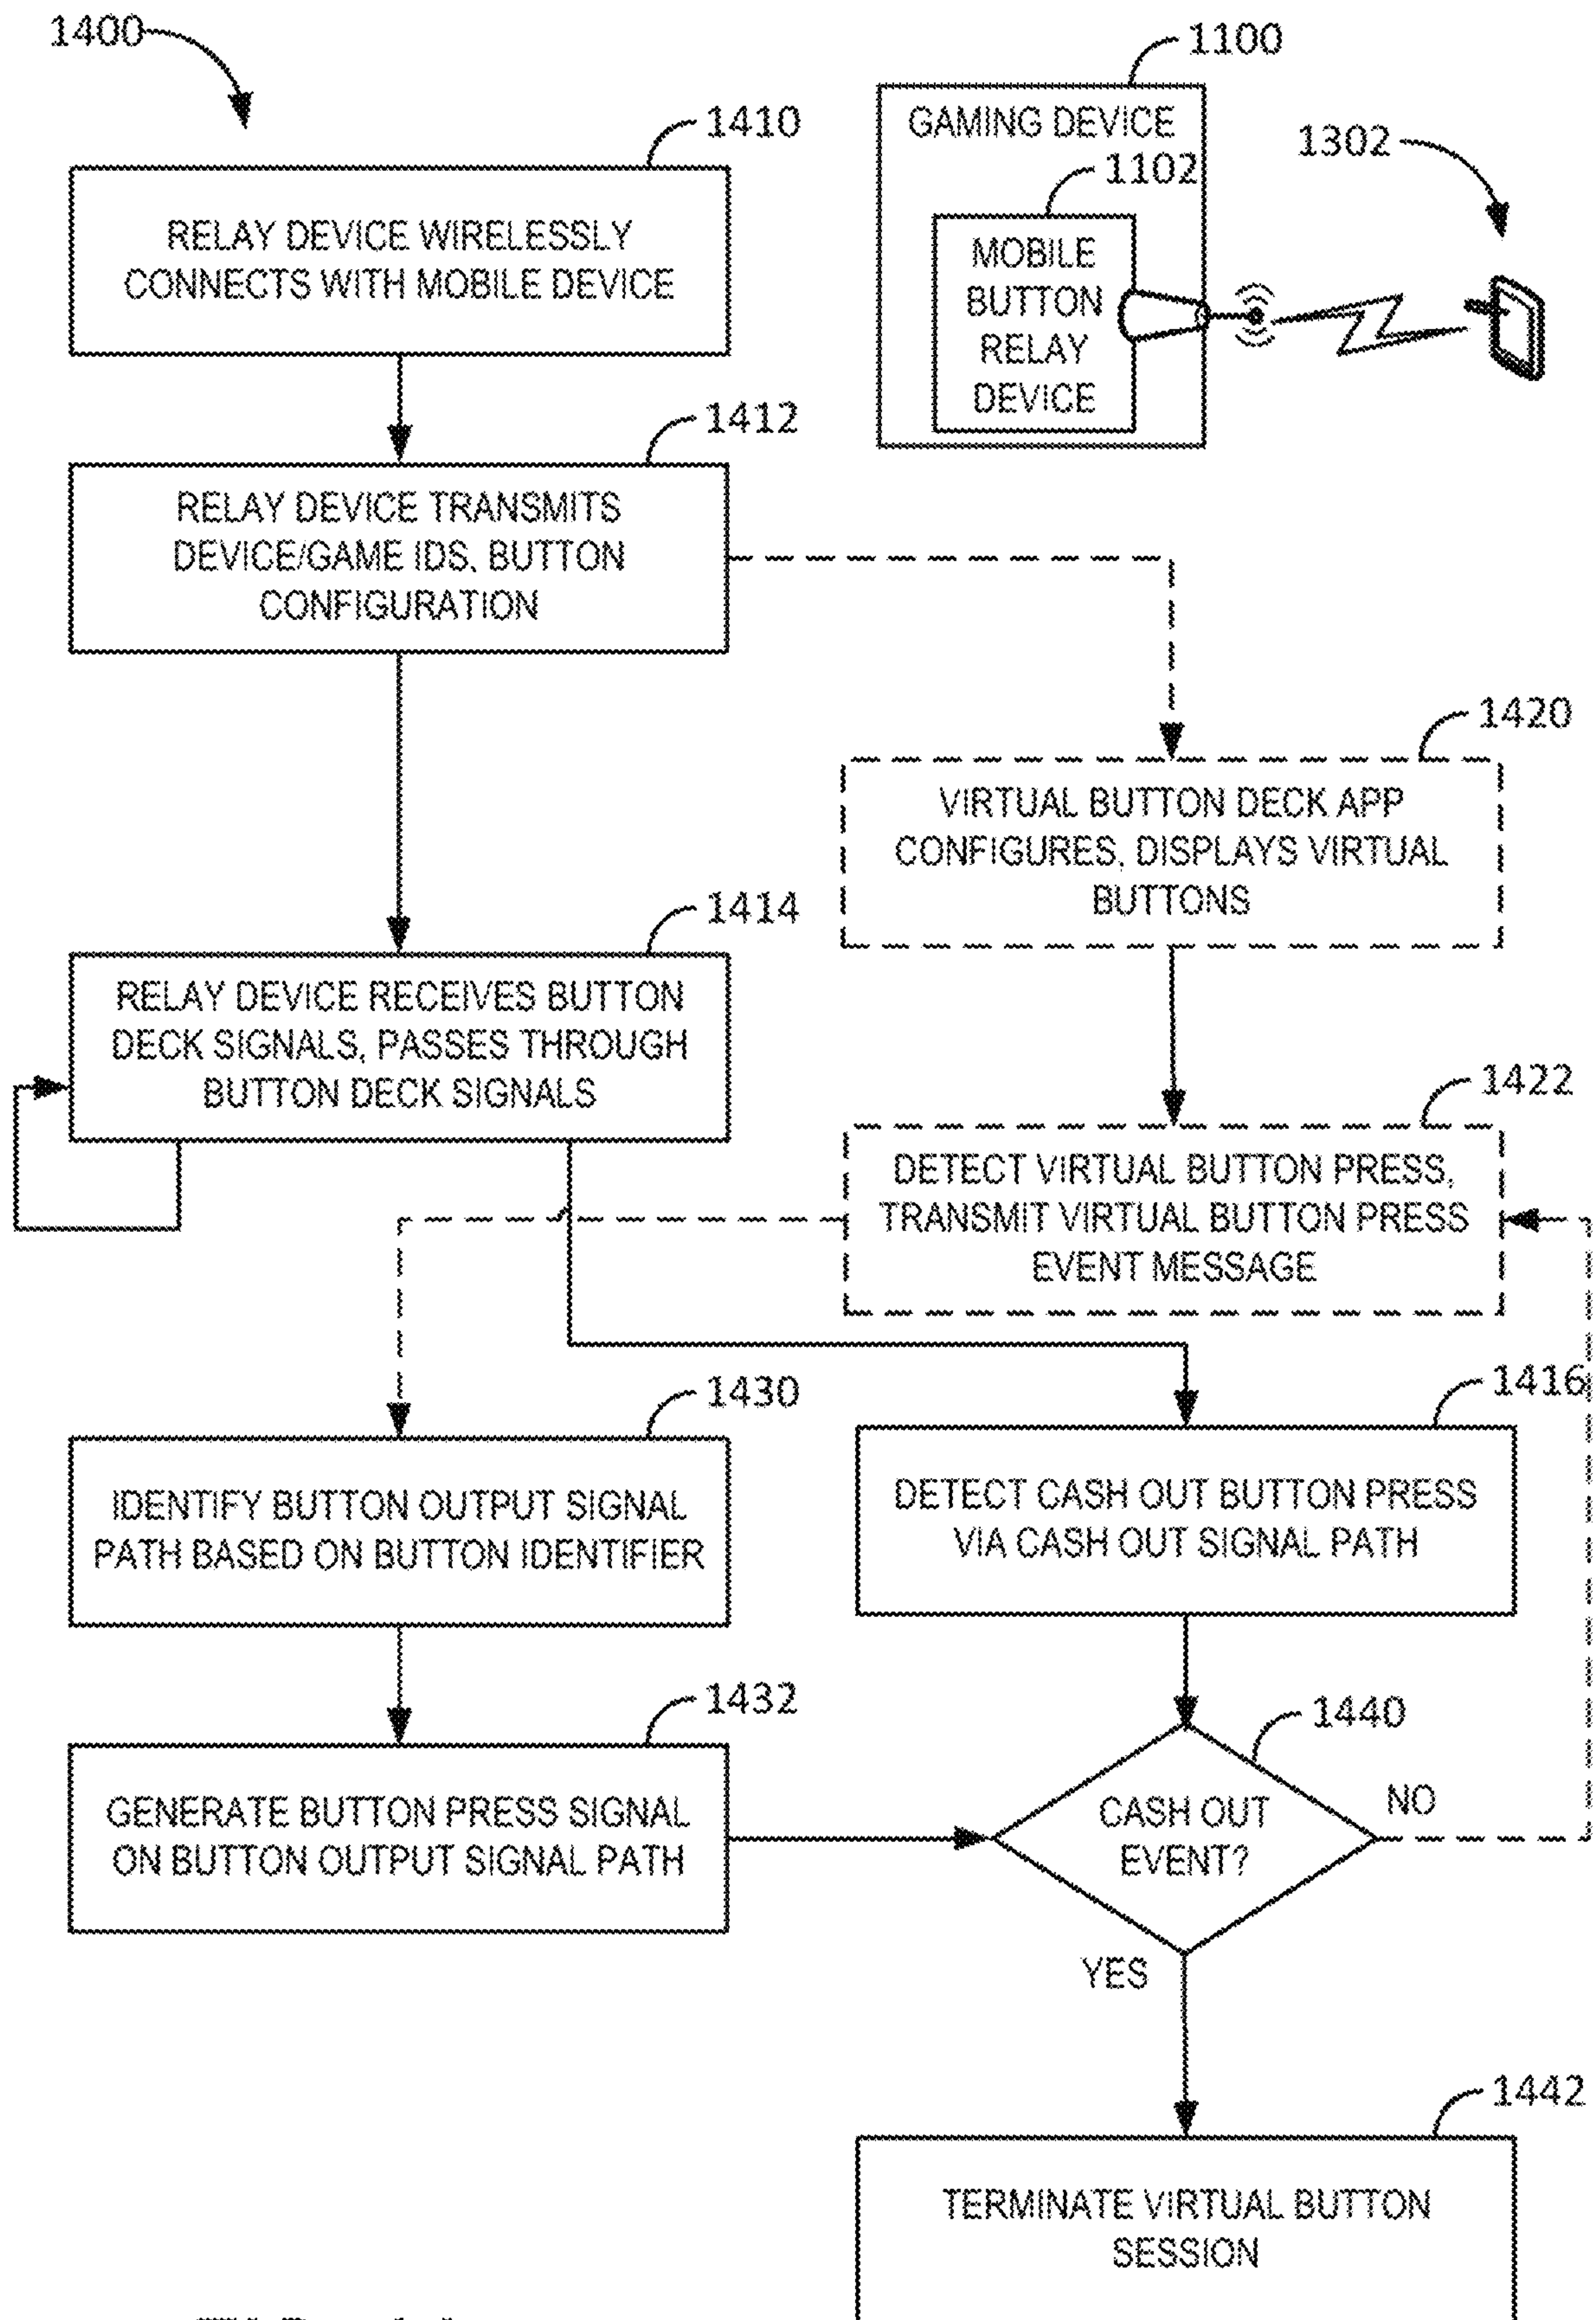 1400
1100
GAMING DEVICE
1302
1102
MOBILE
BUTTON
RELAY
DEVICE
1410
RELAY DEVICE WIRELESSLY
CONNECTS WITH MOBILE DEVICE
1412
RELAY DEVICE TRANSMITS
DEVICE/GAME IDS, BUTTON
CONFIGURATION
1420
VIRTUAL BUTTON DECK APP
CONFIGURES, DISPLAYS VIRTUAL
BUTTONS
1414
RELAY DEVICE RECEIVES BUTTON
DECK SIGNALS, PASSES THROUGH
BUTTON DECK SIGNALS
1422
DETECT VIRTUAL BUTTON PRESS,
TRANSMIT VIRTUAL BUTTON PRESS
EVENT MESSAGE
1430
IDENTIFY BUTTON OUTPUT SIGNAL
PATH BASED ON BUTTON IDENTIFIER
1416
DETECT CASH OUT BUTTON PRESS
VIA CASH OUT SIGNAL PATH
1432
GENERATE BUTTON PRESS SIGNAL
ON BUTTON OUTPUT SIGNAL PATH
1440
CASH OUT
EVENT?
NO
YES
1442
TERMINATE VIRTUAL BUTTON
SESSION